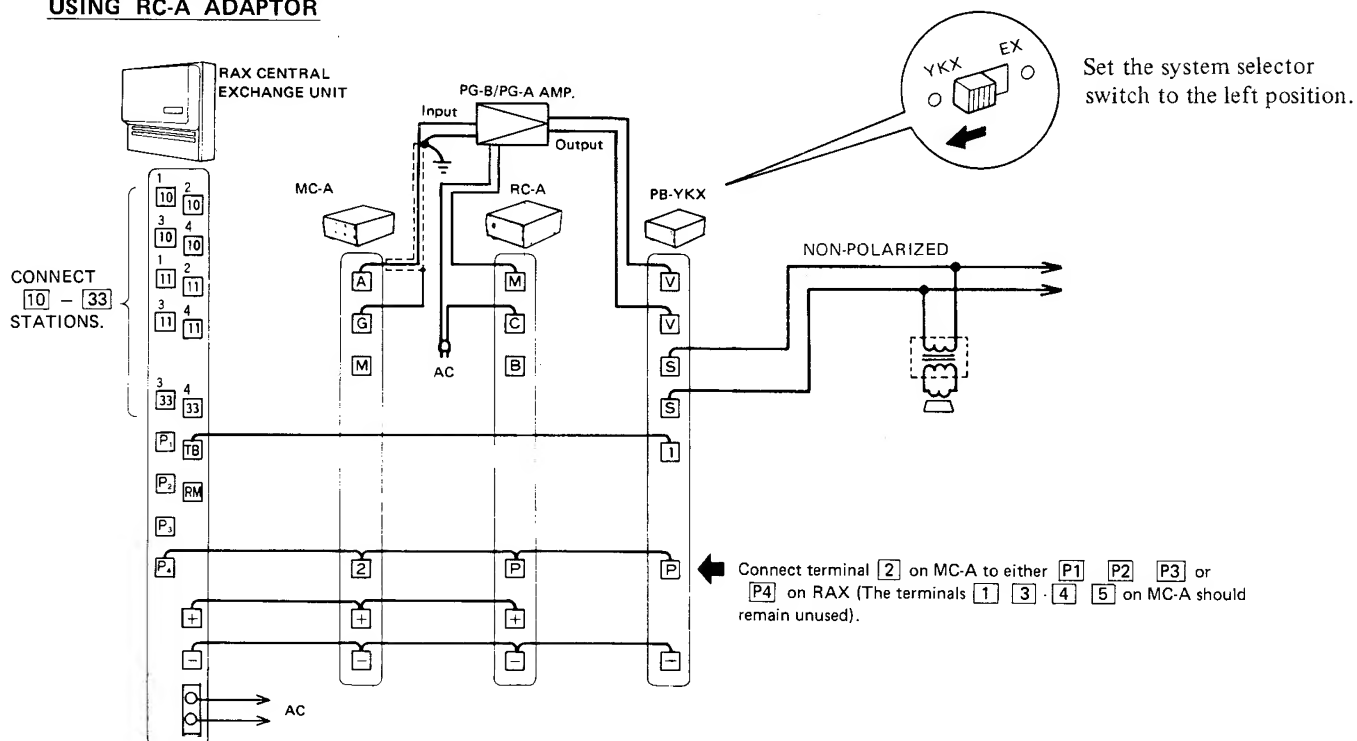 USING RC-A ADAPTOR
RAX CENTRAL
EXCHANGE UNIT
PG-B/PG-A AMP.
Input
Output
YKX
EX
Set the system selector
switch to the left position.
MC-A
RC-A
PB-YKX
NON-POLARIZED
CONNECT
10 – 33
STATIONS.
1 2
10 10
3 4
10 10
1 2
11 11
3 4
11 11
3 4
33 33
P1 TB
P2 RM
P3
P4
+
-
AC
A
G
M
2
+
-
AC
M
C
B
P
+
-
V
V
S
S
1
P
-
Connect terminal 2 on MC-A to either P1 P2 P3 or
P4 on RAX (The terminals 1 3 · 4 5 on MC-A should
remain unused).